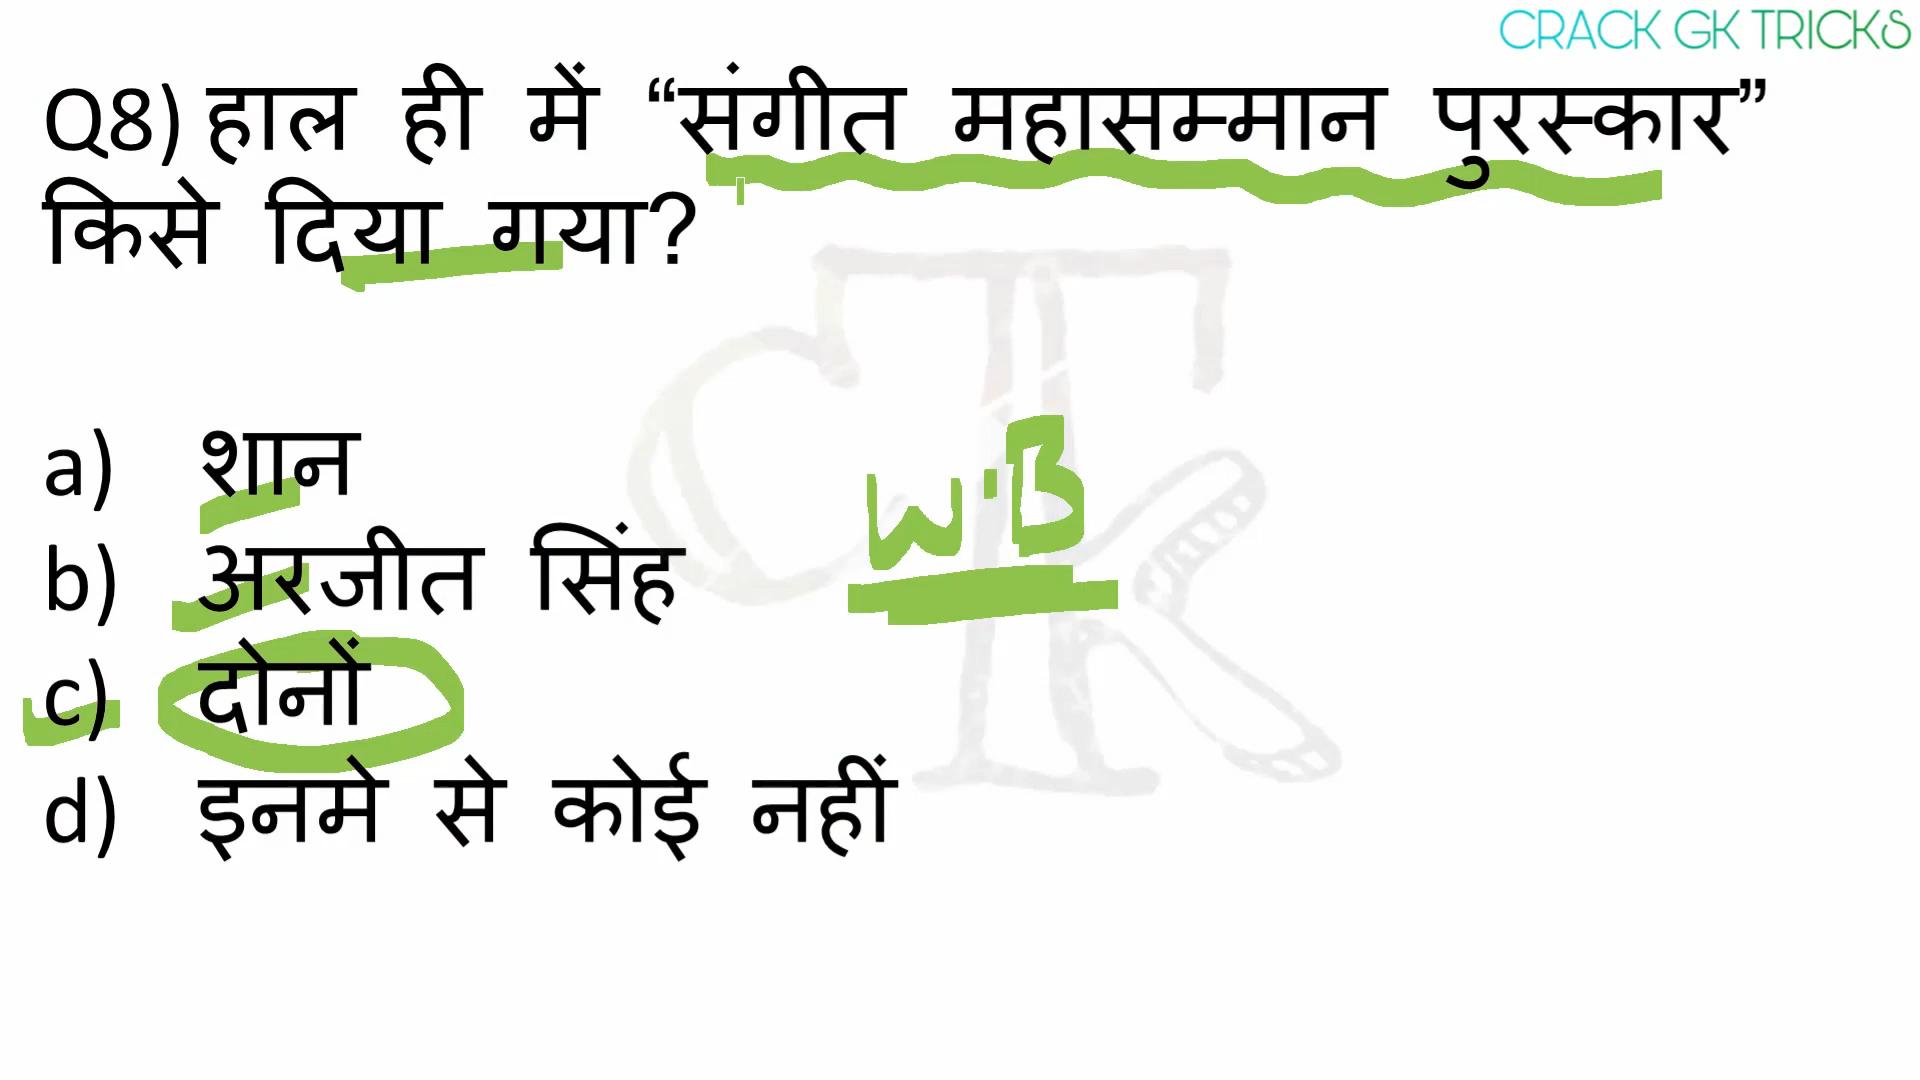 CRACK GK TRICKS
Q8) हाल ही में “संगीत महासम्मान पुरस्कार”
किसे दिया गया?
a) शान
W.B
b) अरजीत सिंह
c) दोनों
d) इनमे से कोई नहीं